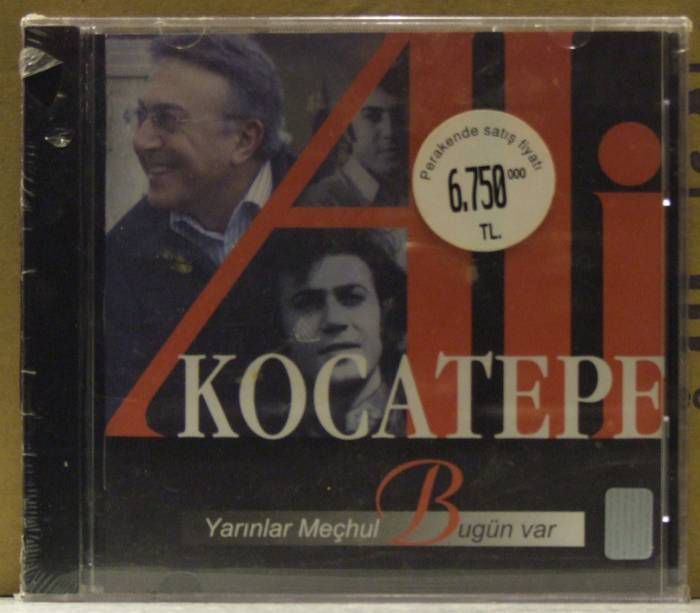 Ali
Perakende satış fiyatı
6.750 000
TL.
KOCATEPE
Yarınlar Meçhul Bugün var